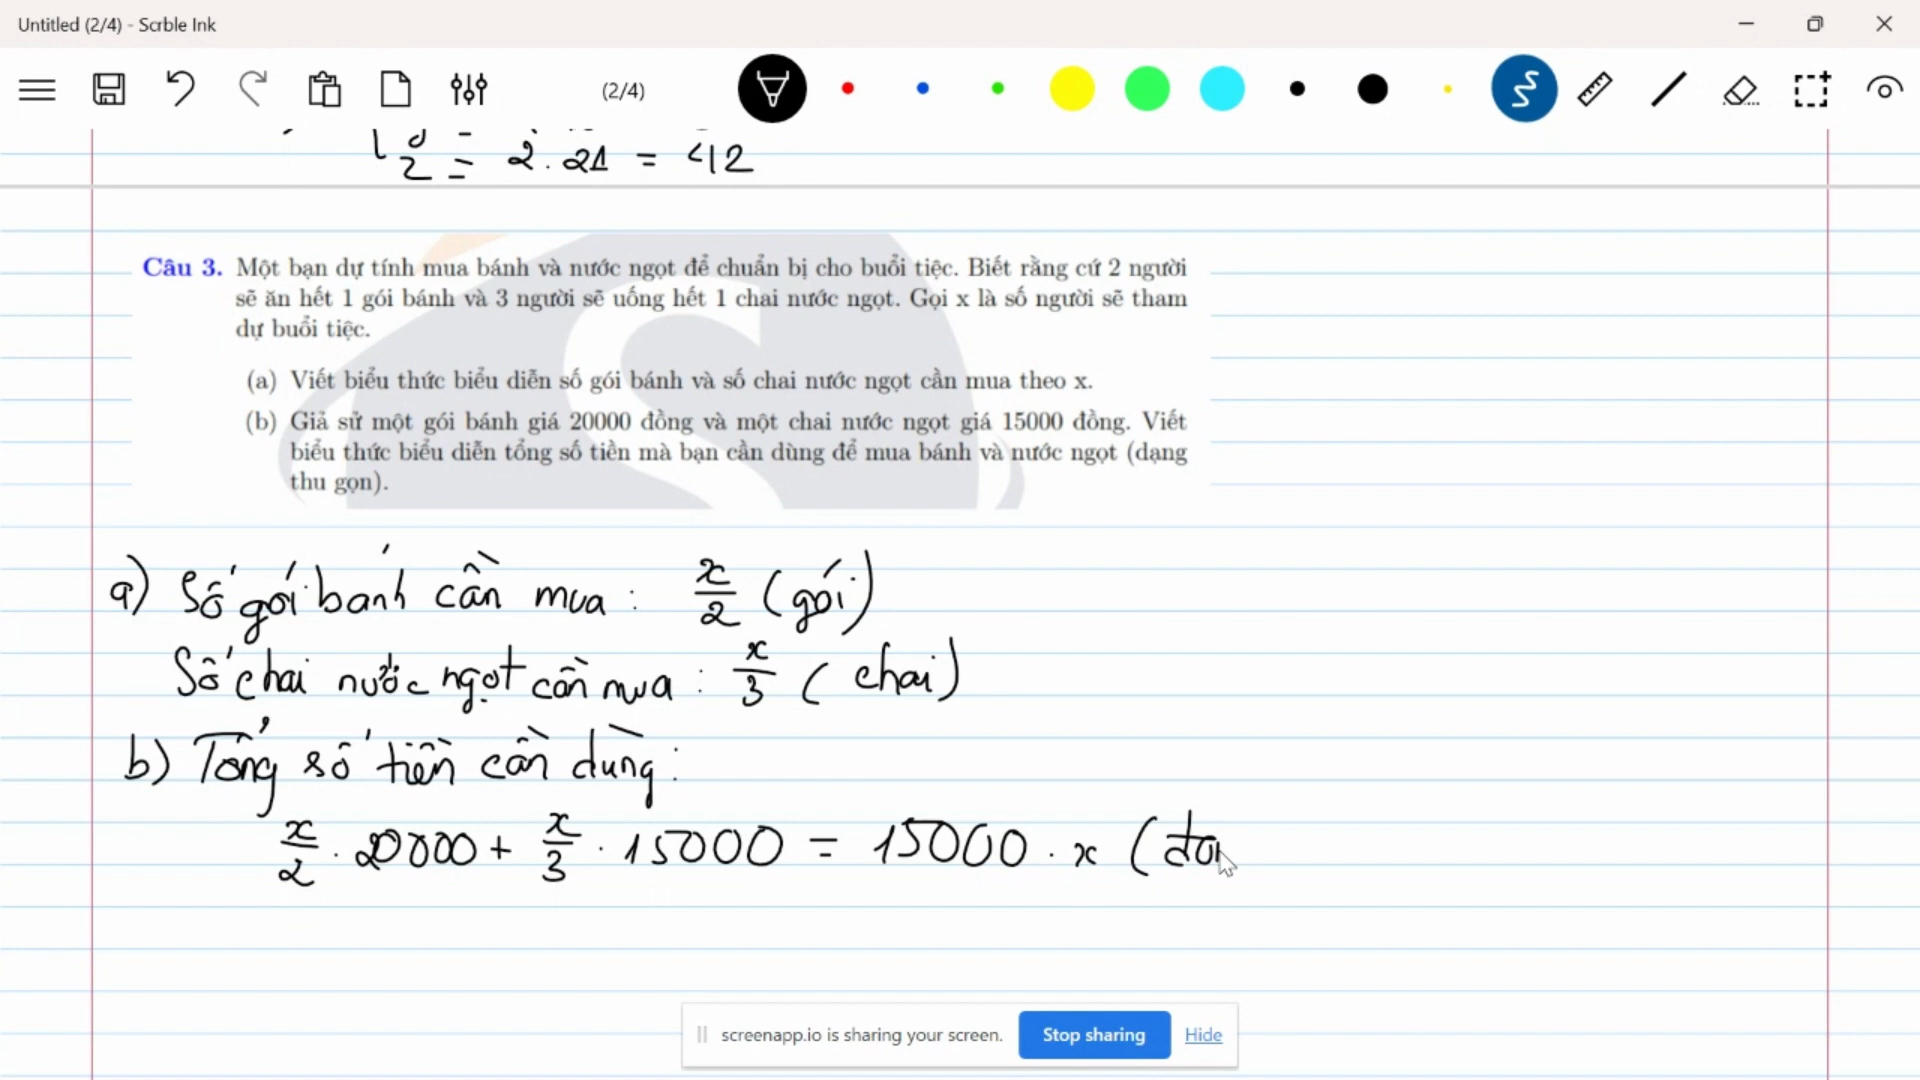 Untitled (2/4) - Scrble Ink
(2/4)
2 = 2 . 21 = 42
Câu 3. Một bạn dự tính mua bánh và nước ngọt để chuẩn bị cho buổi tiệc. Biết rằng cứ 2 người
sẽ ăn hết 1 gói bánh và 3 người sẽ uống hết 1 chai nước ngọt. Gọi x là số người sẽ tham
dự buổi tiệc.
(a) Viết biểu thức biểu diễn số gói bánh và số chai nước ngọt cần mua theo x.
(b) Giả sử một gói bánh giá 20000 đồng và một chai nước ngọt giá 15000 đồng. Viết
biểu thức biểu diễn tổng số tiền mà bạn cần dùng để mua bánh và nước ngọt (dạng
thu gọn).
a) Số gói bánh cần mua : x/2 (gói)
Số chai nước ngọt cần mua : x/3 (chai)
b) Tổng số tiền cần dùng :
x/2 . 20000 + x/3 . 15000 = 15000 . x (đồ
screenapp.io is sharing your screen. Stop sharing Hide